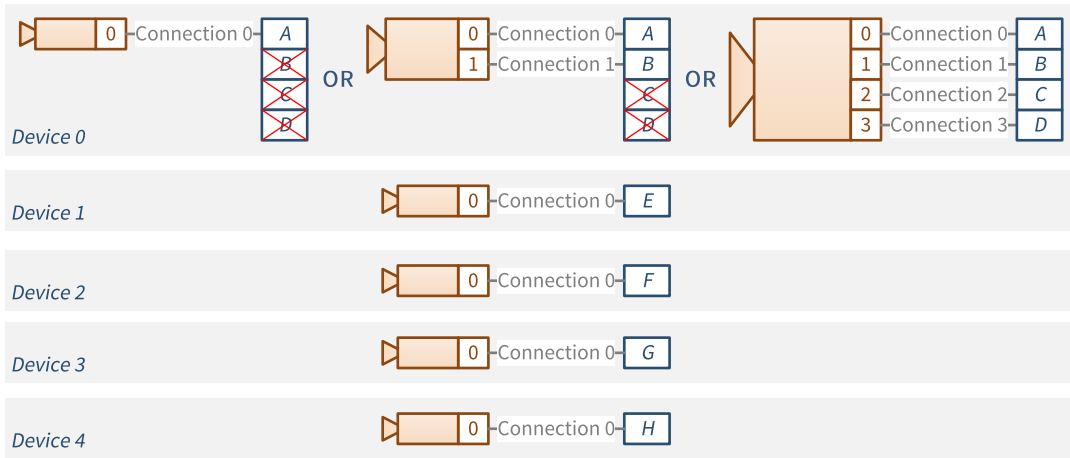 0 Connection 0 A 0 Connection 0 A 0 Connection 0 A
B 1 Connection 1 B 1 Connection 1 B
OR OR
C C 2 Connection 2 C
D D 3 Connection 3 D
Device 0
0 Connection 0 E
Device 1
0 Connection 0 F
Device 2
0 Connection 0 G
Device 3
0 Connection 0 H
Device 4